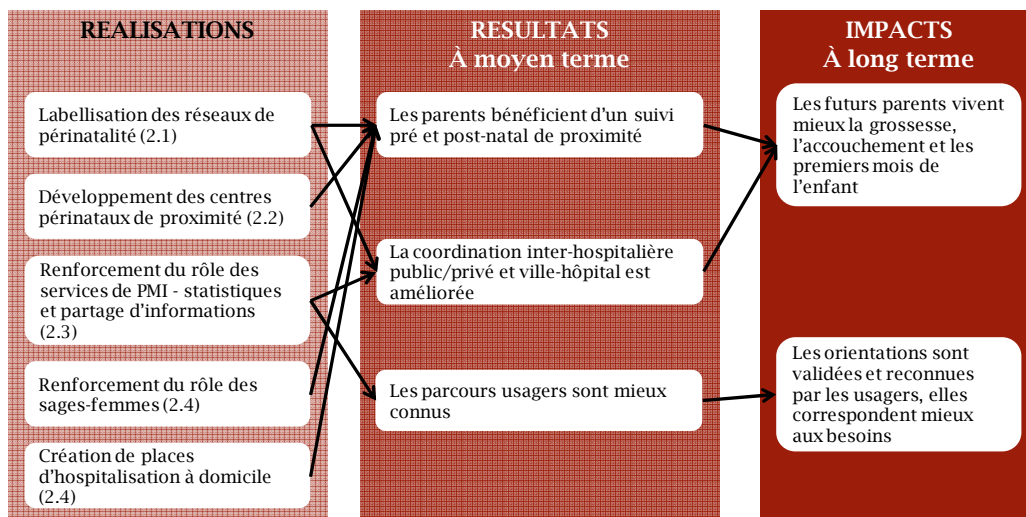 REALISATIONS
Labellisation des réseaux de
périnatalité (2.1)
Développement des centres
périnataux de proximité (2.2)
Renforcement du rôle des
services de PMI - statistiques
et partage d'informations
(2.3)
Renforcement du rôle des
sages-femmes (2.4)
Création de places
d'hospitalisation à domicile
(2.4)
RESULTATS
À moyen terme
Les parents bénéficient d'un suivi
pré et post-natal de proximité
La coordination inter-hospitalière
public/privé et ville-hôpital est
améliorée
Les parcours usagers sont mieux
connus
IMPACTS
À long terme
Les futurs parents vivent
mieux la grossesse,
l'accouchement et les
premiers mois de
l'enfant
Les orientations sont
validées et reconnues
par les usagers, elles
correspondent mieux
aux besoins